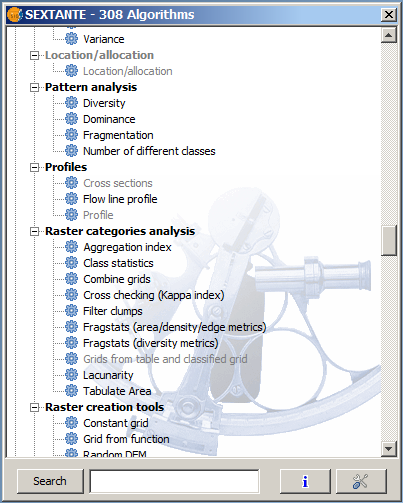 SEXTANTE - 308 Algorithms
Variance
Location/allocation
Location/allocation
Pattern analysis
Diversity
Dominance
Fragmentation
Number of different classes
Profiles
Cross sections
Flow line profile
Profile
Raster categories analysis
Aggregation index
Class statistics
Combine grids
Cross checking (Kappa index)
Filter clumps
Fragstats (area/density/edge metrics)
Fragstats (diversity metrics)
Grids from table and classified grid
Lacunarity
Tabulate Area
Raster creation tools
Constant grid
Grid from function
Random DEM
Search